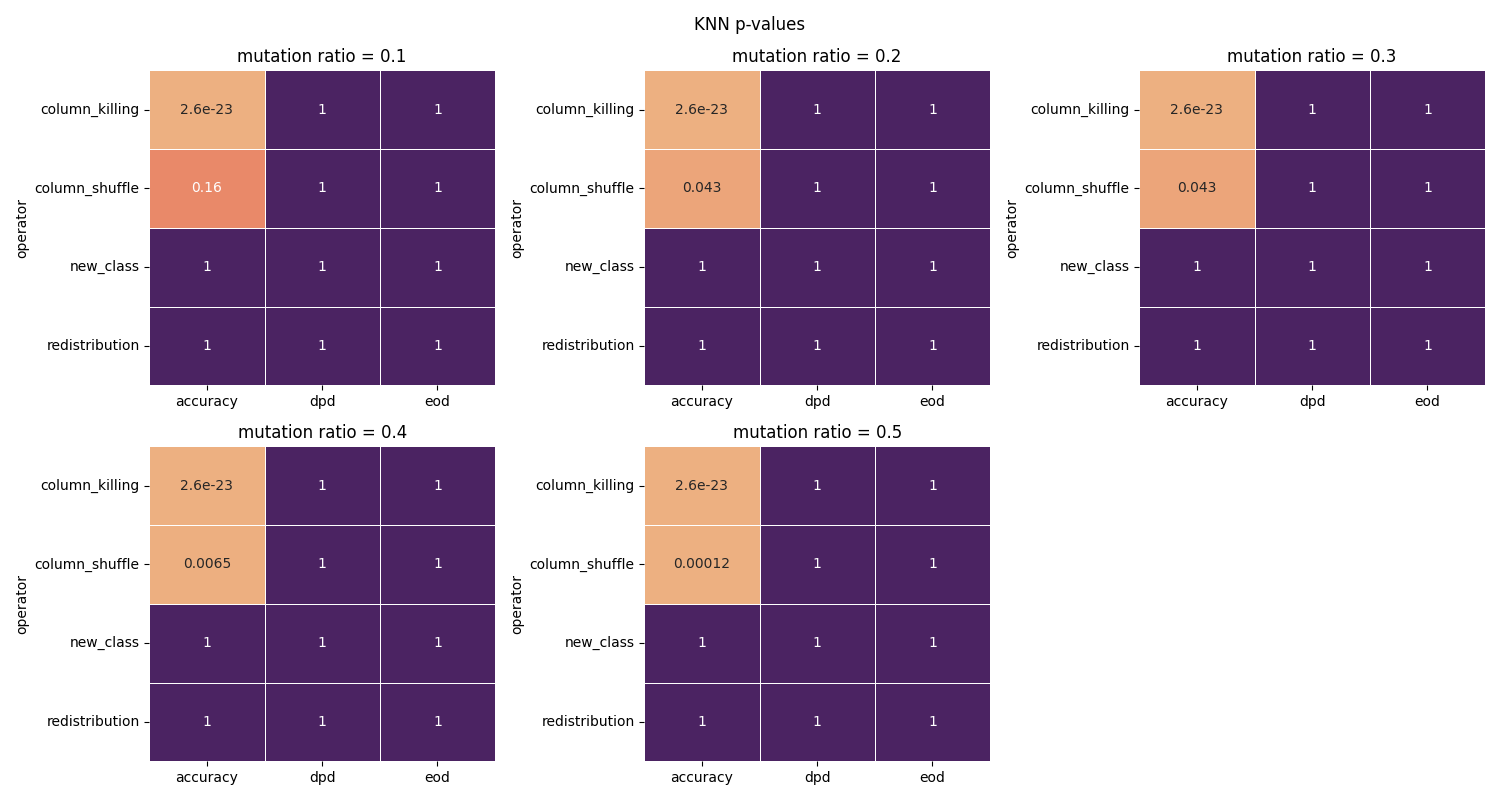 KNN p-values
mutation ratio = 0.1
operator
column_killing 2.6e-23 1 1
column_shuffle 0.16 1 1
new_class 1 1 1
redistribution 1 1 1
accuracy dpd eod
mutation ratio = 0.2
operator
column_killing 2.6e-23 1 1
column_shuffle 0.043 1 1
new_class 1 1 1
redistribution 1 1 1
accuracy dpd eod
mutation ratio = 0.3
operator
column_killing 2.6e-23 1 1
column_shuffle 0.043 1 1
new_class 1 1 1
redistribution 1 1 1
accuracy dpd eod
mutation ratio = 0.4
operator
column_killing 2.6e-23 1 1
column_shuffle 0.0065 1 1
new_class 1 1 1
redistribution 1 1 1
accuracy dpd eod
mutation ratio = 0.5
operator
column_killing 2.6e-23 1 1
column_shuffle 0.00012 1 1
new_class 1 1 1
redistribution 1 1 1
accuracy dpd eod